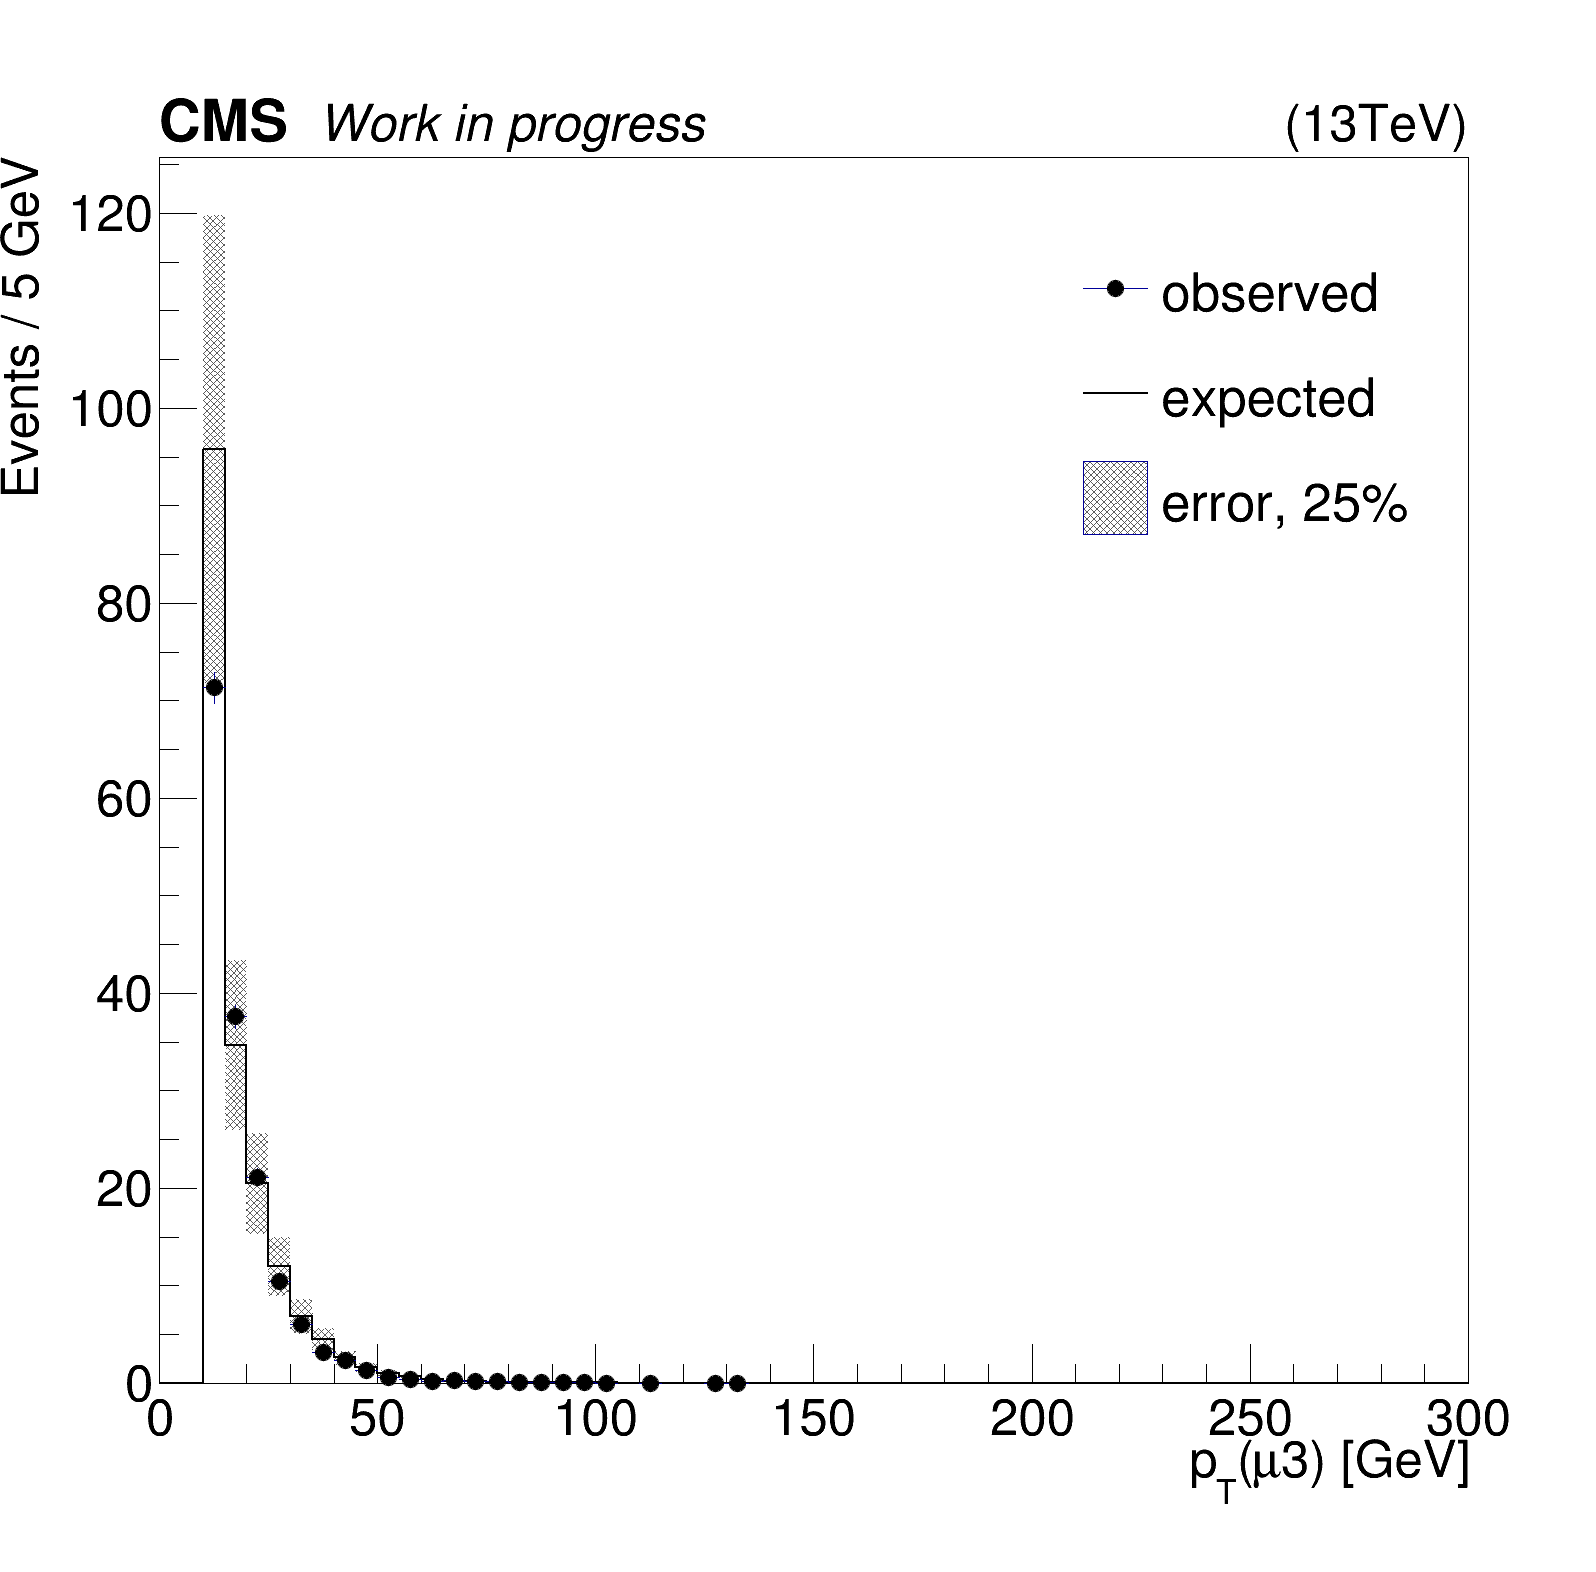 CMS Work in progress (13TeV)
Events / 5 GeV
120
100
80
60
40
20
0
observed
expected
error, 25%
0 50 100 150 200 250 300
pT(μ3) [GeV]